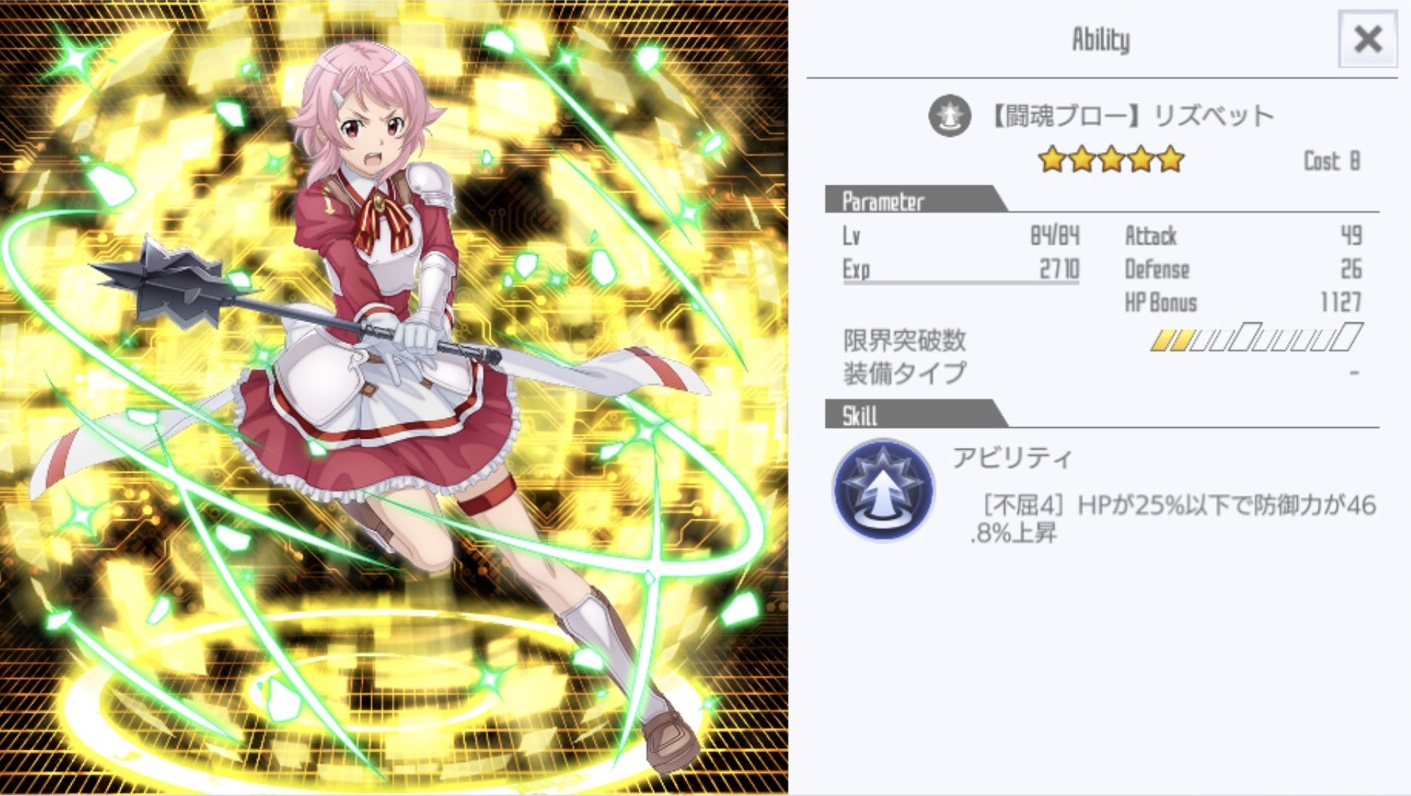 Ability
【闘魂ブロー】リズベット
Cost 8
Parameter
Lv 84/84 Attack 49
Exp 2710 Defense 26
HP Bonus 1127
限界突破数
装備タイプ -
Skill
アビリティ
［不屈4］HPが25%以下で防御力が46
.8%上昇